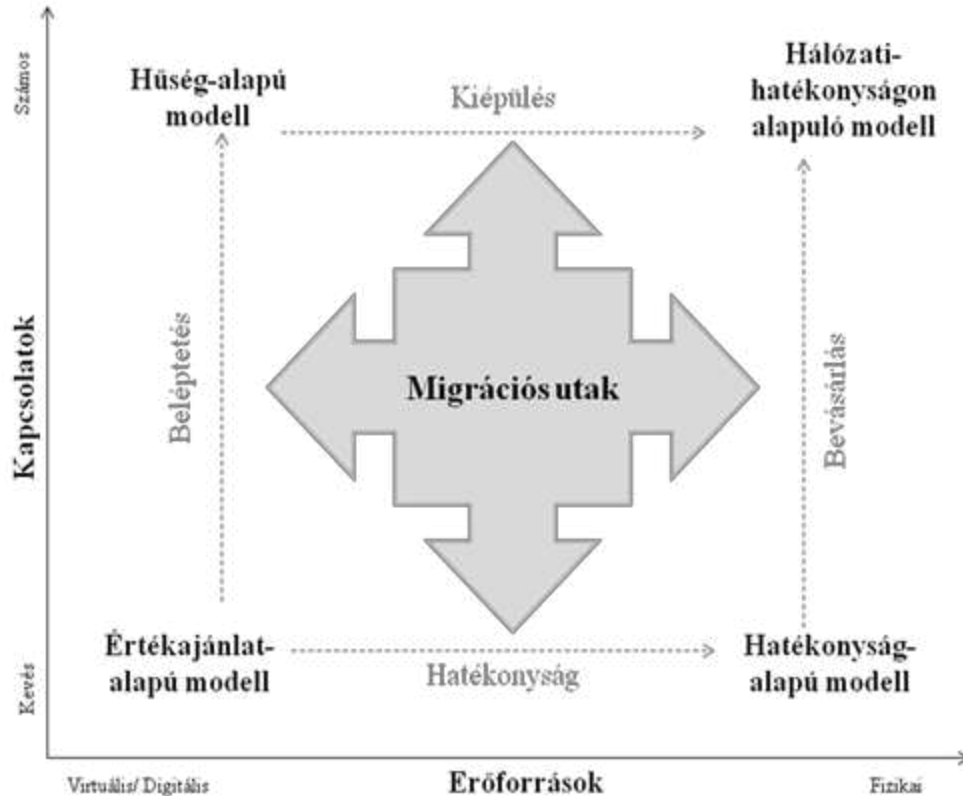 Számos
Hűség-alapú
modell
Kiépülés
Hálózati-
hatékonyságon
alapuló modell
Kapcsolatok
Beléptetés
Migrációs utak
Bevásárlás
Kevés
Értékajánlat-
alapú modell
Hatékonyság
Hatékonyság-
alapú modell
Virtuális/ Digitális
Erőforrások
Fizikai